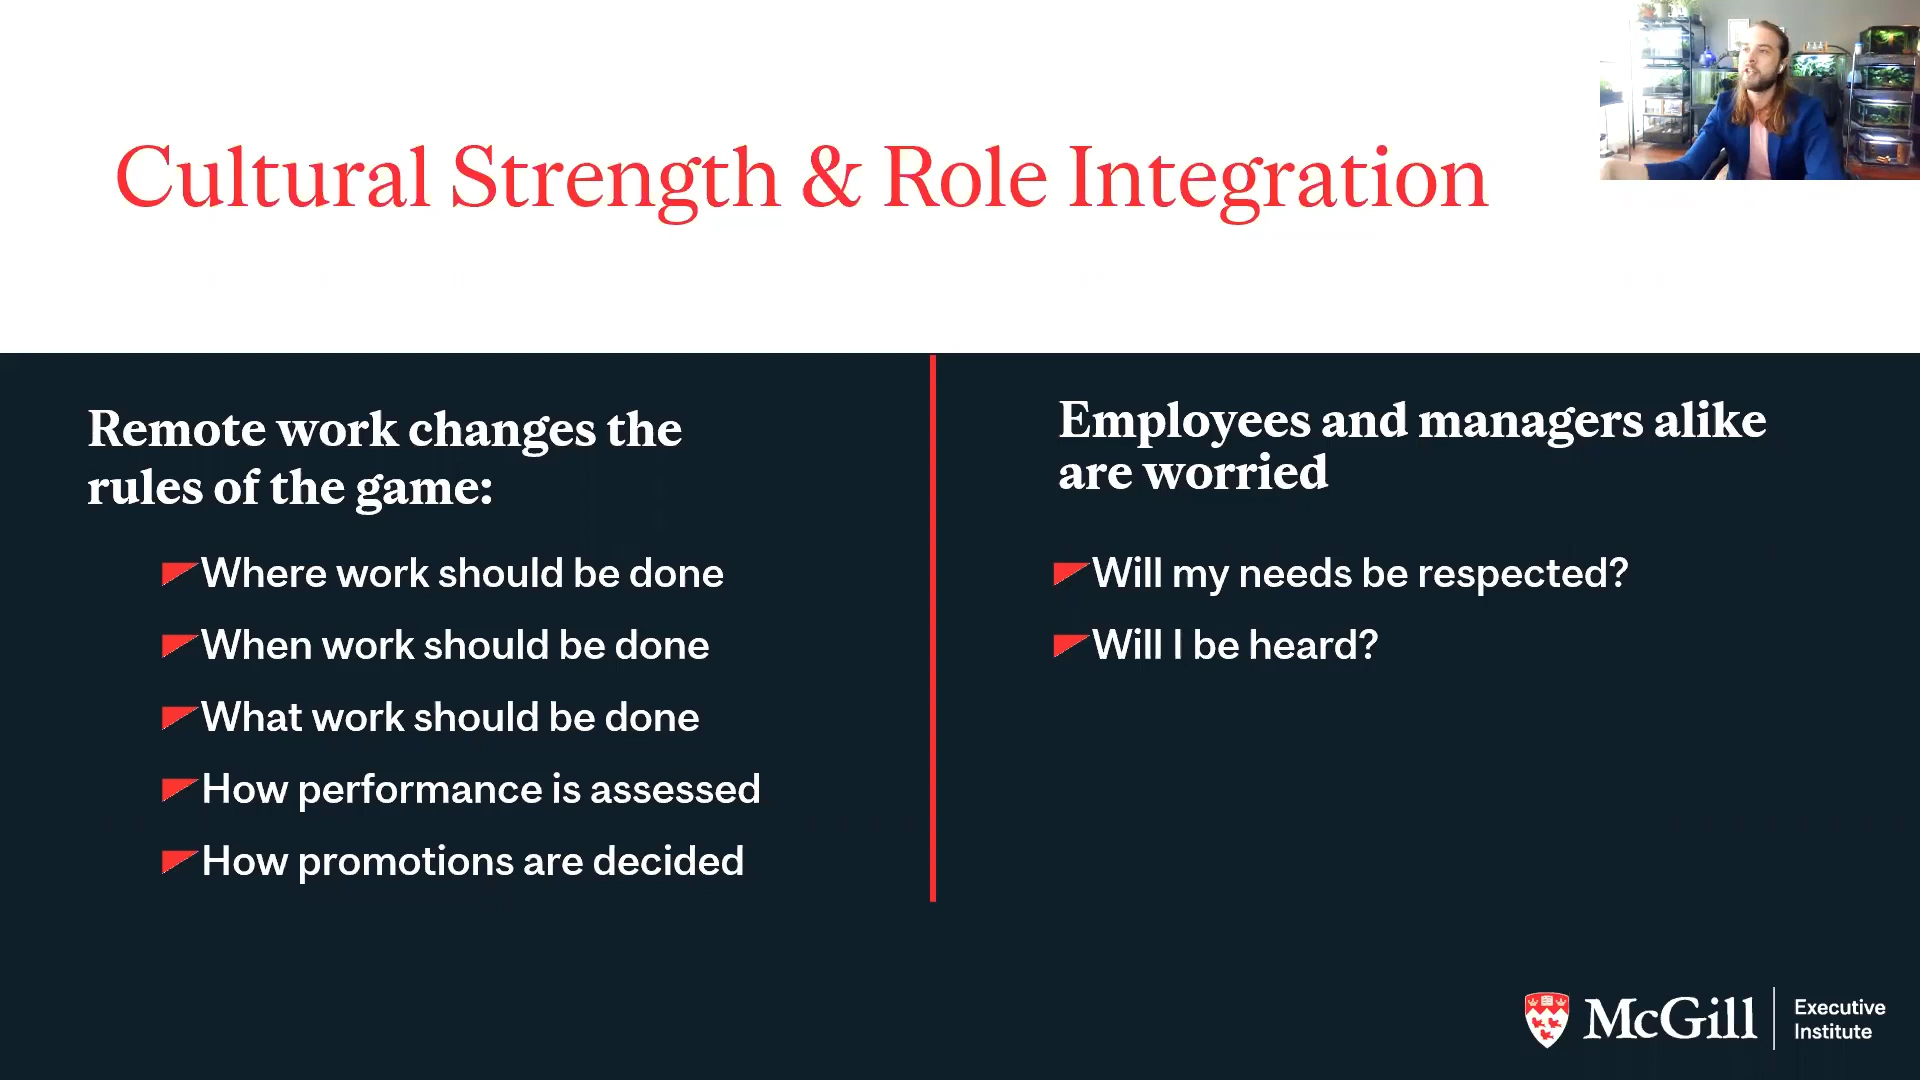 Cultural Strength & Role Integration
Remote work changes the
rules of the game:
Where work should be done
When work should be done
What work should be done
How performance is assessed
How promotions are decided
Employees and managers alike
are worried
Will my needs be respected?
Will I be heard?
McGill
Executive
Institute